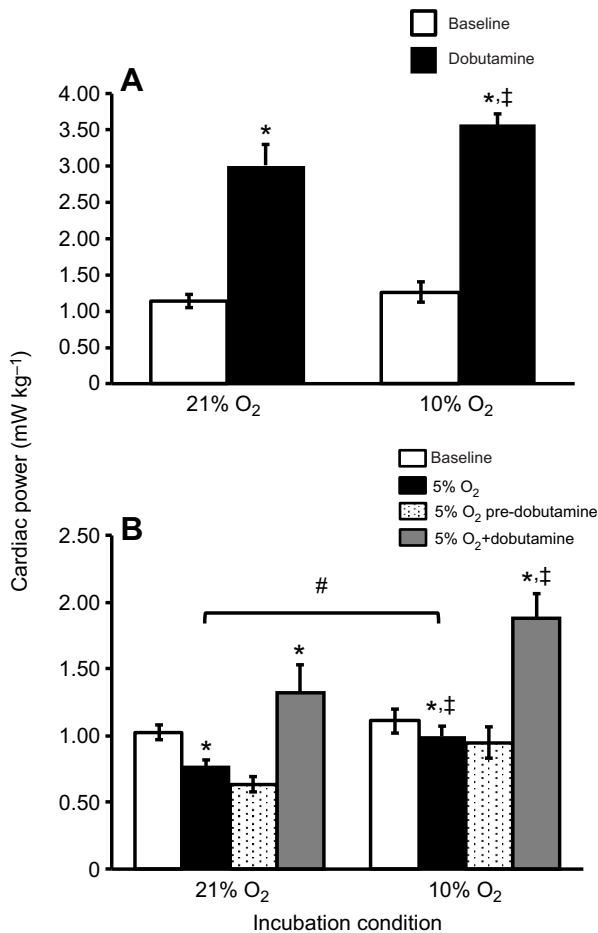 Baseline
Dobutamine
A
4.00
3.50
3.00
2.50
2.00
1.50
1.00
0.50
0
*
*,‡
21% O₂
10% O₂
Cardiac power (mW kg⁻¹)
Baseline
5% O₂
5% O₂ pre-dobutamine
5% O₂+dobutamine
B
2.50
2.00
1.50
1.00
0.50
0
#
*
*
*,‡
*,‡
21% O₂
10% O₂
Incubation condition